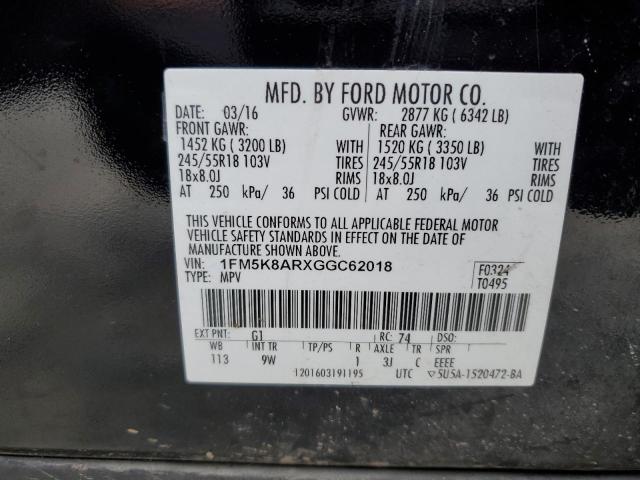 MFD. BY FORD MOTOR CO.
DATE: 03/16 GVWR: 2877 KG ( 6342 LB)
FRONT GAWR: REAR GAWR:
1452 KG ( 3200 LB) WITH 1520 KG ( 3350 LB) WITH
245/55R18 103V TIRES 245/55R18 103V TIRES
18x8.0J RIMS 18x8.0J RIMS
AT 250 kPa/ 36 PSI COLD AT 250 kPa/ 36 PSI COLD
THIS VEHICLE CONFORMS TO ALL APPLICABLE FEDERAL MOTOR
VEHICLE SAFETY STANDARDS IN EFFECT ON THE DATE OF
MANUFACTURE SHOWN ABOVE.
VIN: 1FM5K8ARXGGC62018 F0324
TYPE: MPV T0495
EXT PNT: G1 RC: 74 DSO:
WB INT TR TP/PS R AXLE TR SPR
113 9W 1 3J C EEEE
1201603191195 UTC ▽5U5A-1520472-BA